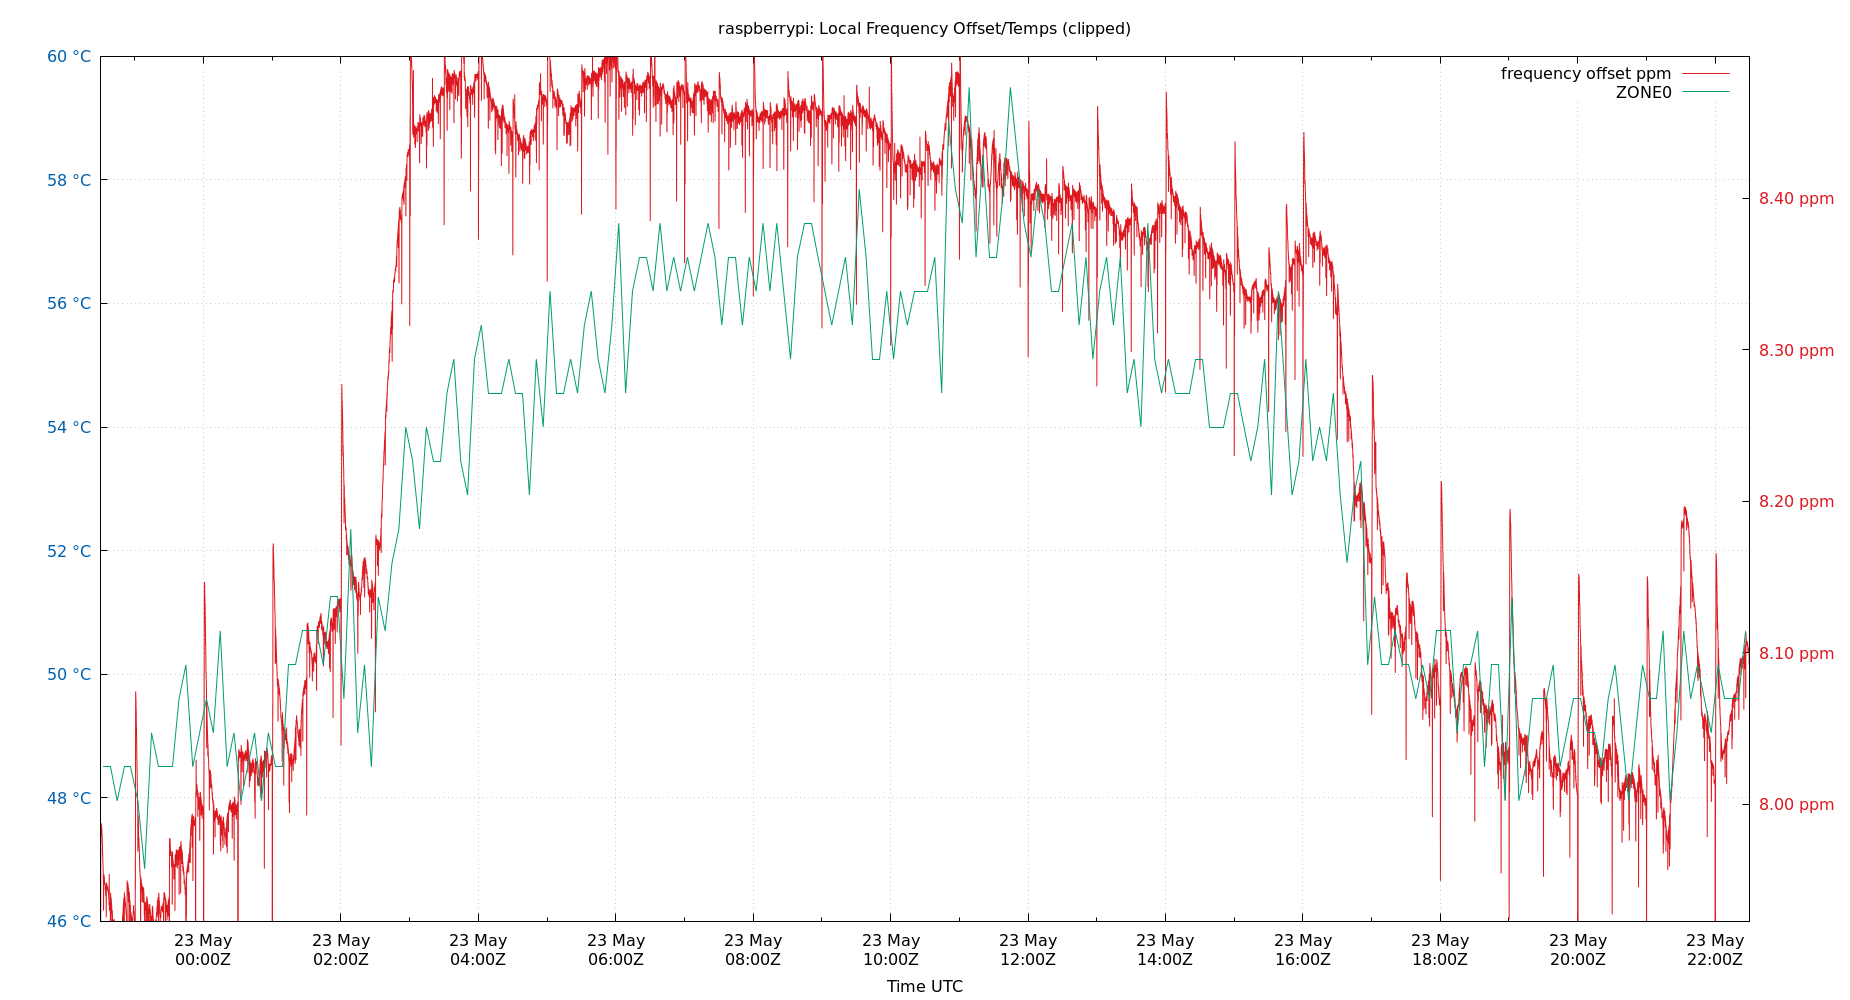 raspberrypi: Local Frequency Offset/Temps (clipped)
60 °C
58 °C
56 °C
54 °C
52 °C
50 °C
48 °C
46 °C
frequency offset ppm
ZONE0
8.40 ppm
8.30 ppm
8.20 ppm
8.10 ppm
8.00 ppm
23 May 23 May 23 May 23 May 23 May 23 May 23 May 23 May 23 May 23 May 23 May 23 May
00:00Z 02:00Z 04:00Z 06:00Z 08:00Z 10:00Z 12:00Z 14:00Z 16:00Z 18:00Z 20:00Z 22:00Z
Time UTC